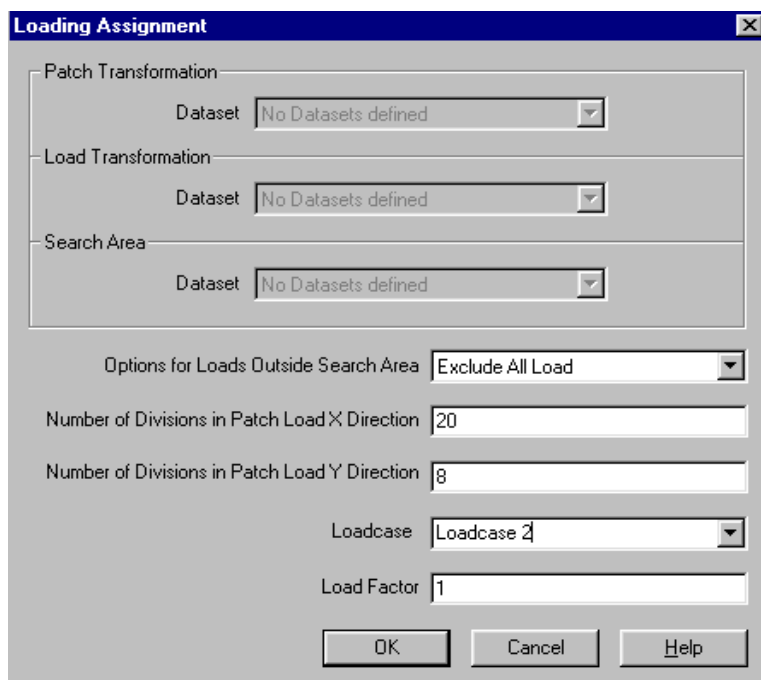 Loading Assignment
Patch Transformation
Dataset No Datasets defined
Load Transformation
Dataset No Datasets defined
Search Area
Dataset No Datasets defined
Options for Loads Outside Search Area Exclude All Load
Number of Divisions in Patch Load X Direction 20
Number of Divisions in Patch Load Y Direction 8
Loadcase Loadcase 2
Load Factor 1
OK Cancel Help